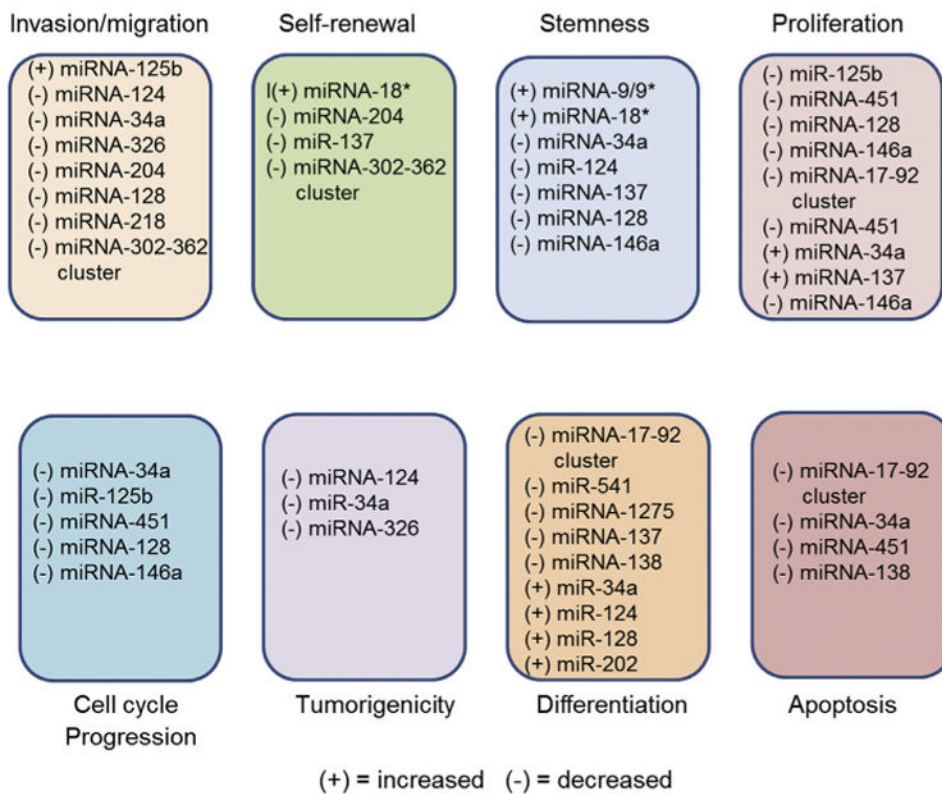 Invasion/migration
(+) miRNA-125b
(-) miRNA-124
(-) miRNA-34a
(-) miRNA-326
(-) miRNA-204
(-) miRNA-128
(-) miRNA-218
(-) miRNA-302-362
cluster
Self-renewal
l(+) miRNA-18*
(-) miRNA-204
(-) miR-137
(-) miRNA-302-362
cluster
Stemness
(+) miRNA-9/9*
(+) miRNA-18*
(-) miRNA-34a
(-) miR-124
(-) miRNA-137
(-) miRNA-128
(-) miRNA-146a
Proliferation
(-) miR-125b
(-) miRNA-451
(-) miRNA-128
(-) miRNA-146a
(-) miRNA-17-92
cluster
(-) miRNA-451
(+) miRNA-34a
(+) miRNA-137
(-) miRNA-146a
(-) miRNA-34a
(-) miR-125b
(-) miRNA-451
(-) miRNA-128
(-) miRNA-146a
Cell cycle
Progression
(-) miRNA-124
(-) miR-34a
(-) miRNA-326
Tumorigenicity
(-) miRNA-17-92
cluster
(-) miR-541
(-) miRNA-1275
(-) miRNA-137
(-) miRNA-138
(+) miR-34a
(+) miR-124
(+) miR-128
(+) miR-202
Differentiation
(-) miRNA-17-92
cluster
(-) miRNA-34a
(-) miRNA-451
(-) miRNA-138
Apoptosis
(+) = increased (-) = decreased